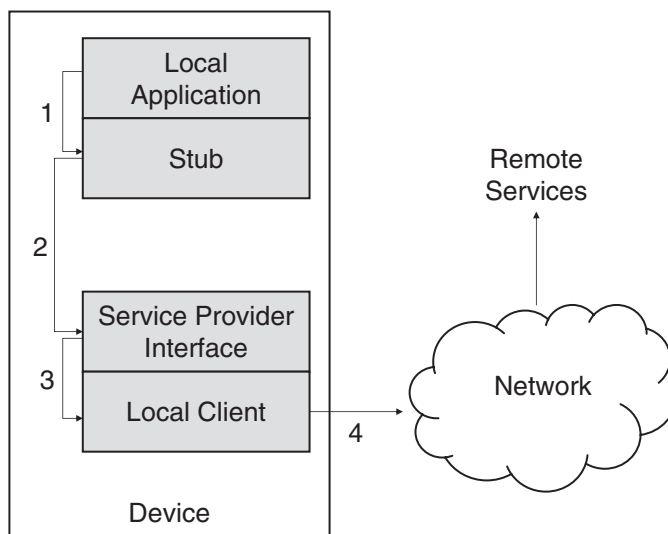 Local
Application
1
Stub
2
Service Provider
Interface
3
Local Client
4
Device
Remote
Services
Network